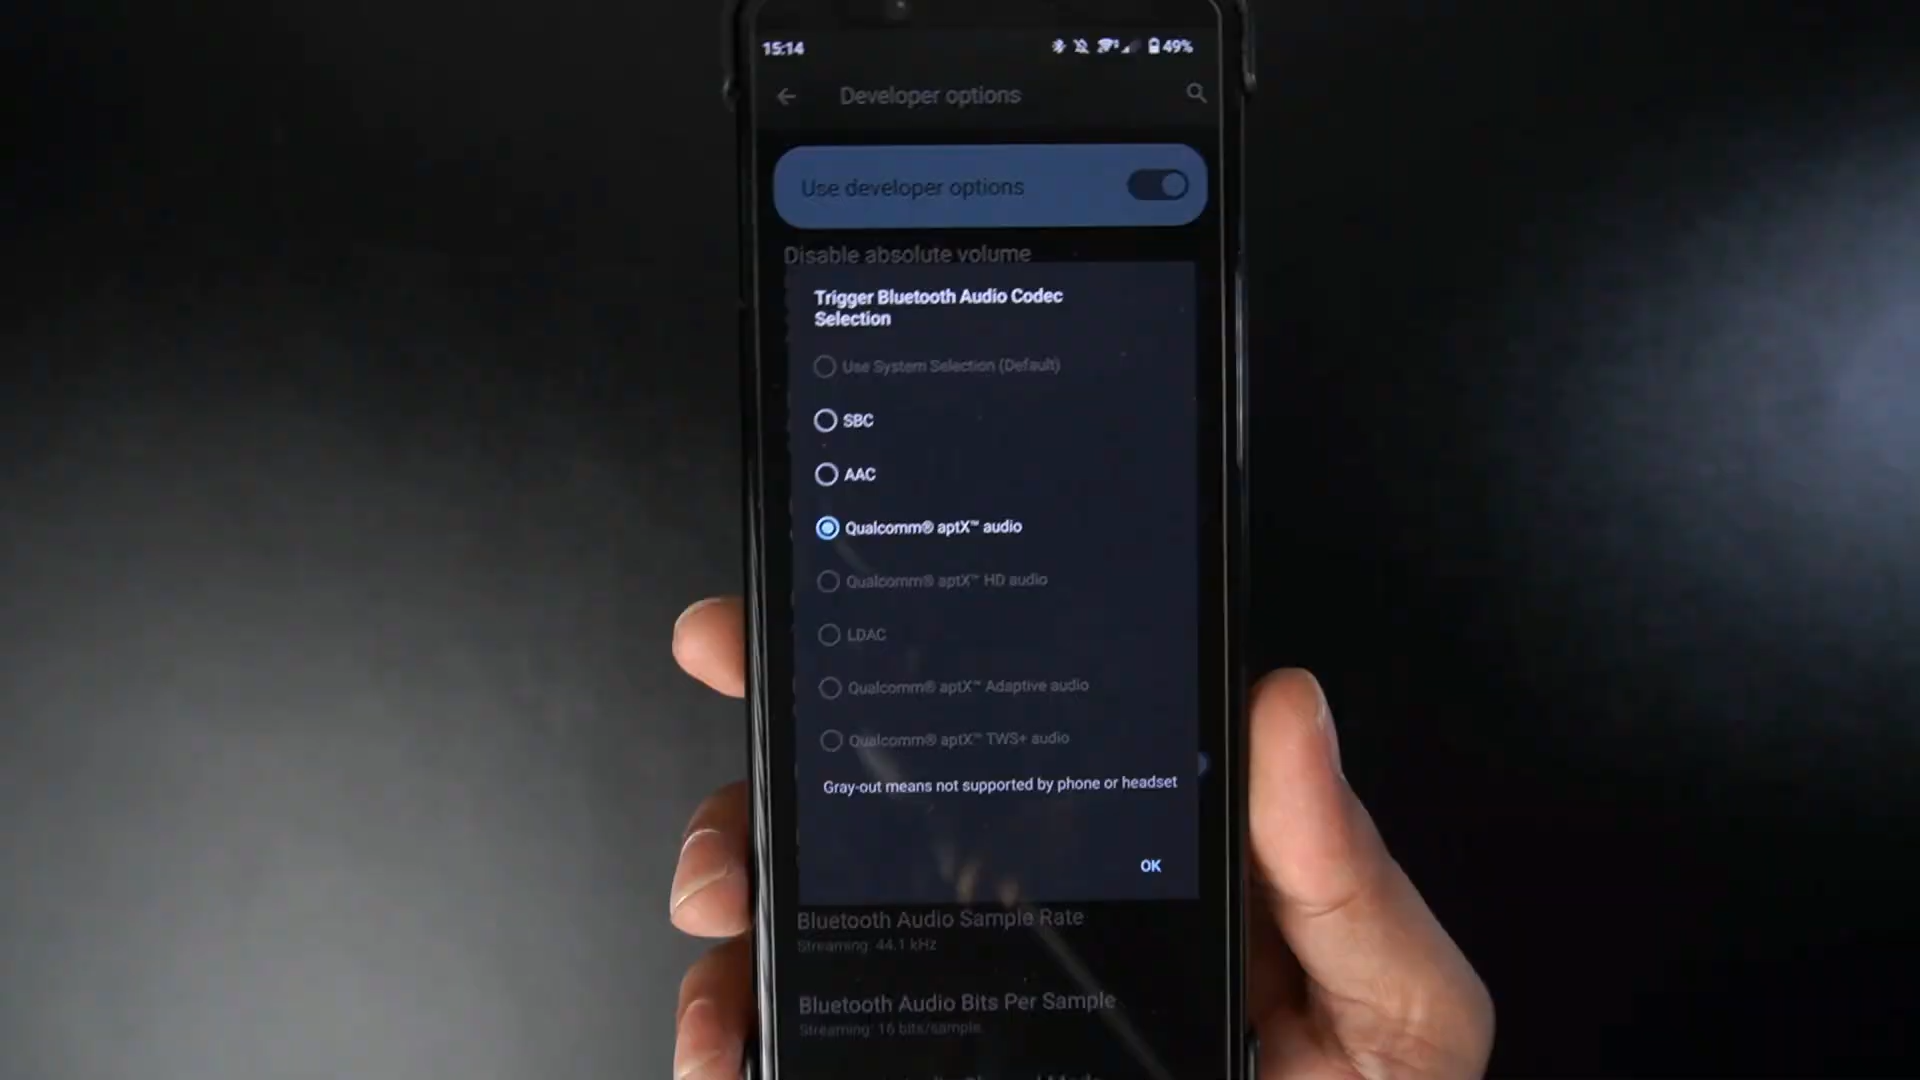 15:14
49%
Developer options
Use developer options
Disable absolute volume
Trigger Bluetooth Audio Codec
Selection
Use System Selection (Default)
SBC
AAC
Qualcomm® aptX™ audio
Qualcomm® aptX™ HD audio
LDAC
Qualcomm® aptX™ Adaptive audio
Qualcomm® aptX™ TWS+ audio
Gray-out means not supported by phone or headset
OK
Bluetooth Audio Sample Rate
Streaming: 44.1 kHz
Bluetooth Audio Bits Per Sample
Streaming: 16 bits/sample